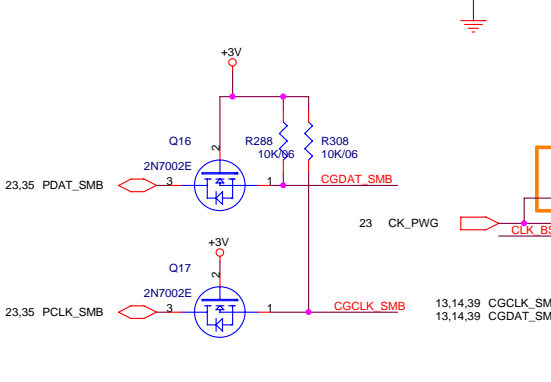 +3V
Q16
2N7002E
2
R288
10K/06
R308
10K/06
23,35 PDAT_SMB
3
1
CGDAT_SMB
23 CK_PWG
CLK_BS
+3V
Q17
2N7002E
2
23,35 PCLK_SMB
3
1
CGCLK_SMB
13,14,39 CGCLK_SM
13,14,39 CGDAT_SM